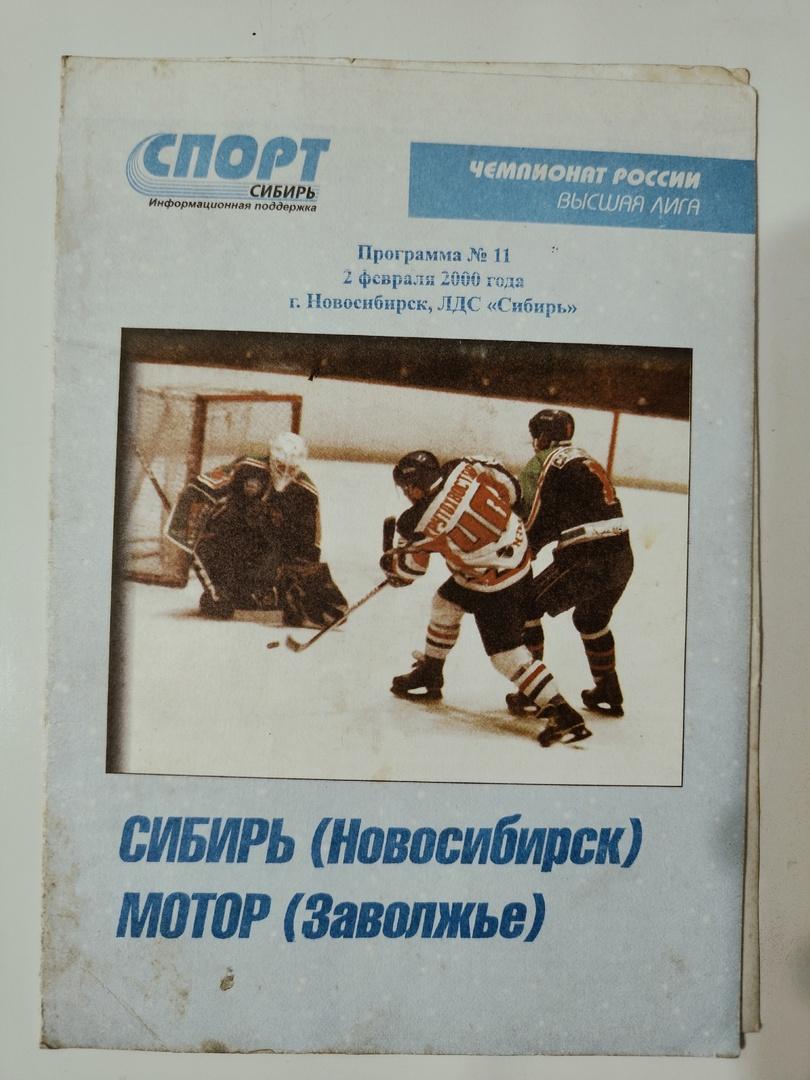 СПОРТ
СИБИРЬ
Информационная поддержка
ЧЕМПИОНАТ РОССИИ
ВЫСШАЯ ЛИГА
Программа № 11
2 февраля 2000 года
г. Новосибирск, ЛДС «Сибирь»
СИБИРЬ (Новосибирск)
МОТОР (Заволжье)